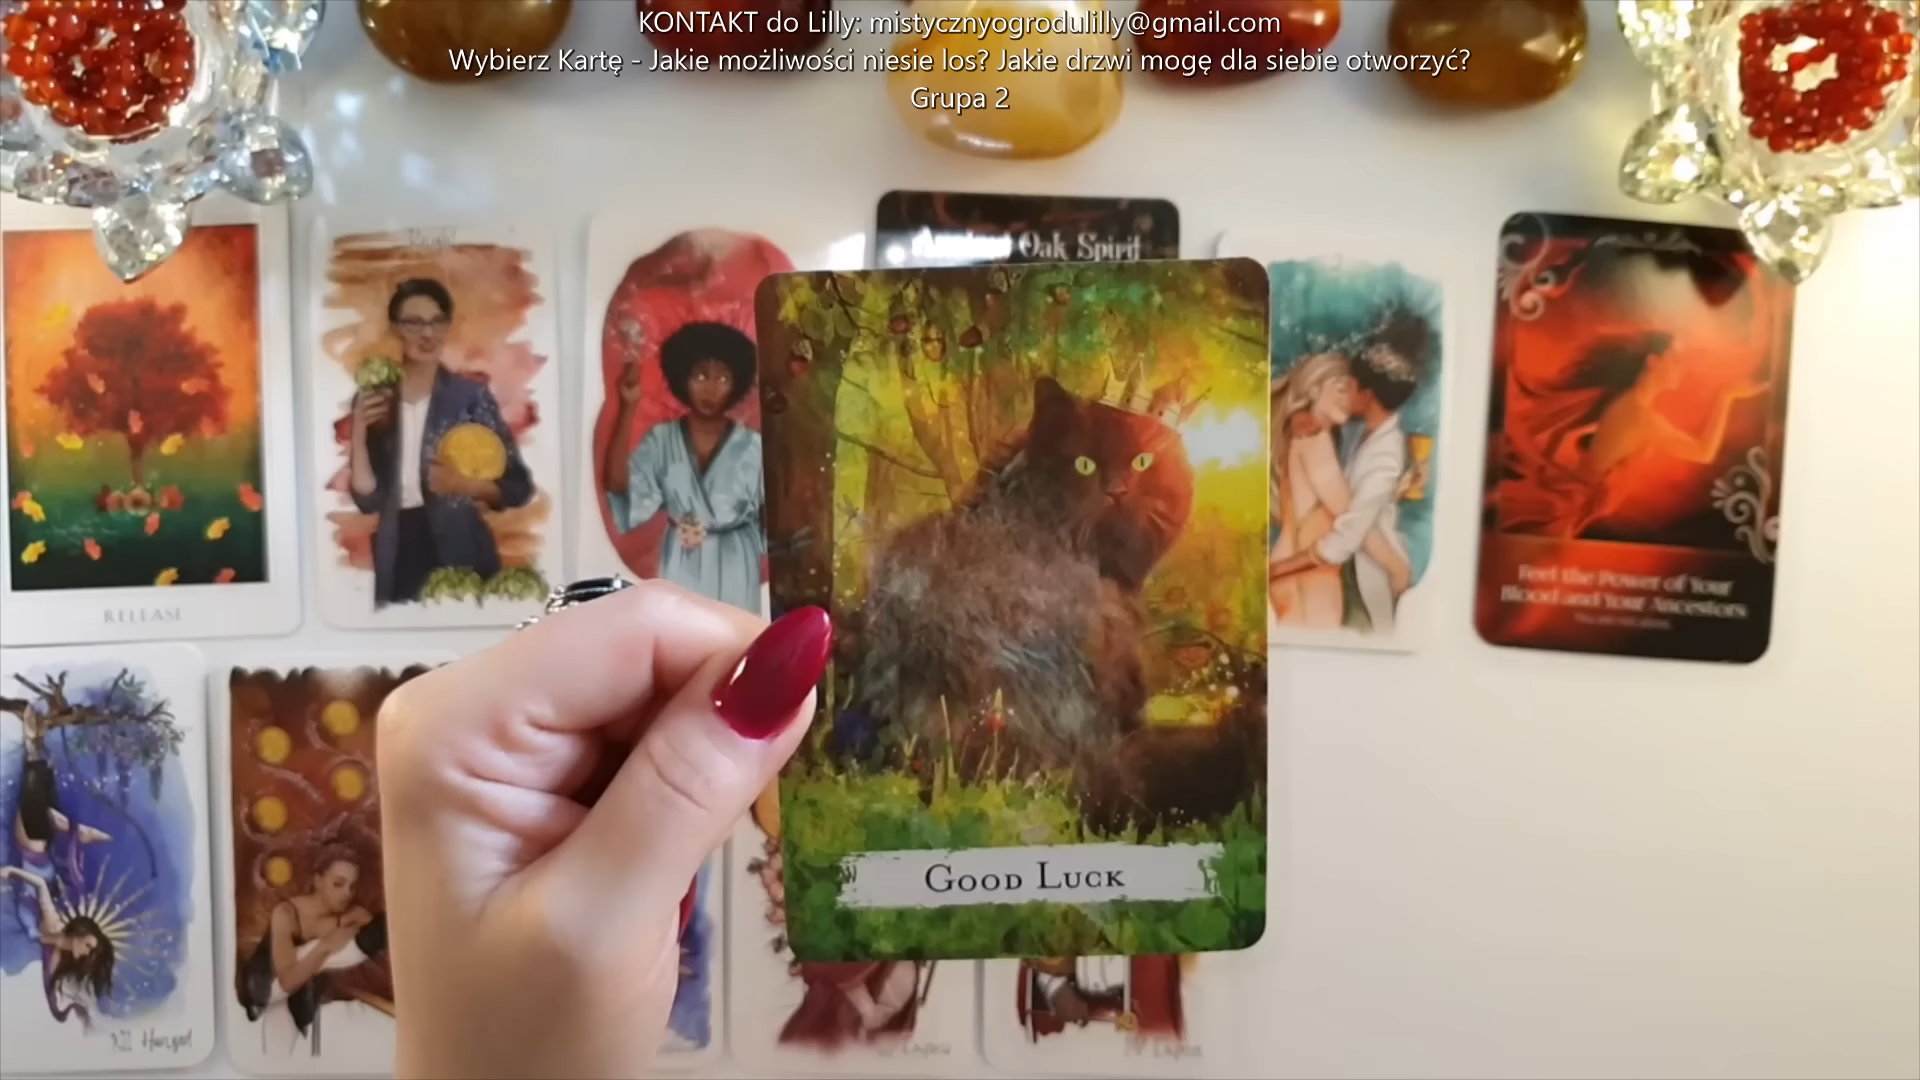 KONTAKT do Lilly: mistycznyogrodulilly@gmail.com
Wybierz Kartę - Jakie możliwości niesie los? Jakie drzwi mogę dla siebie otworzyć?
Grupa 2
Oak Spirit
RELEASE
Feel the Power of Your
Blood and Your Ancestors
GOOD LUCK
XII